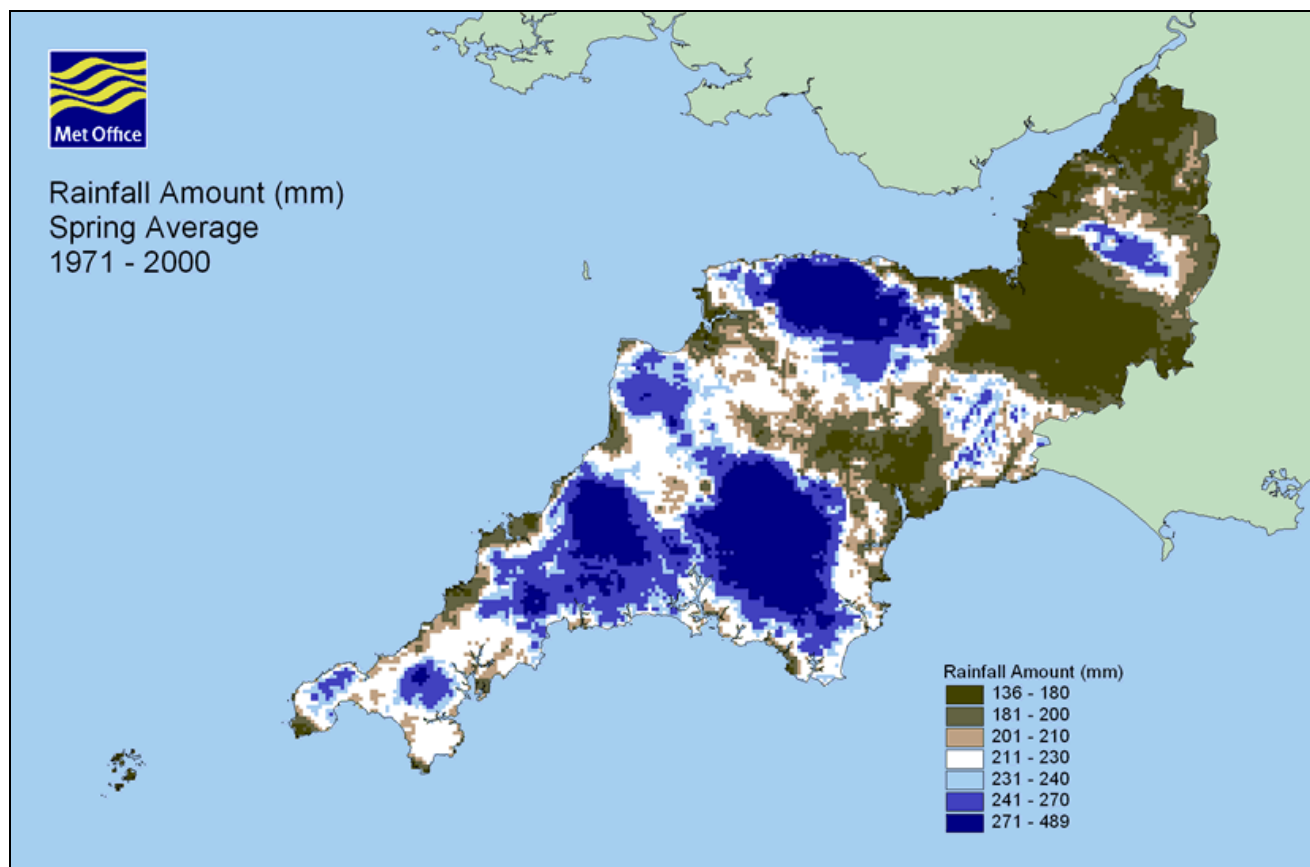 Met Office
Rainfall Amount (mm)
Spring Average
1971 - 2000
Rainfall Amount (mm)
136 - 180
181 - 200
201 - 210
211 - 230
231 - 240
241 - 270
271 - 489